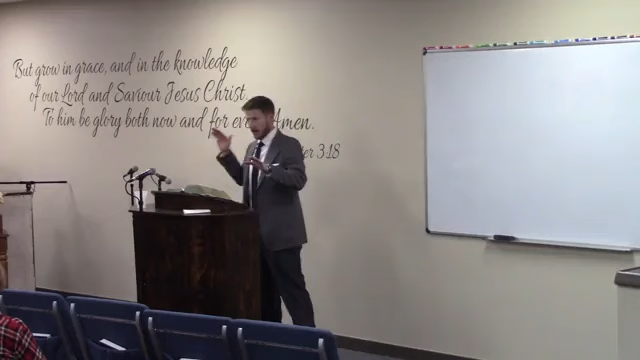 But grow in grace, and in the knowledge
of our Lord and Saviour Jesus Christ.
To him be glory both now and for Amen.
3:18